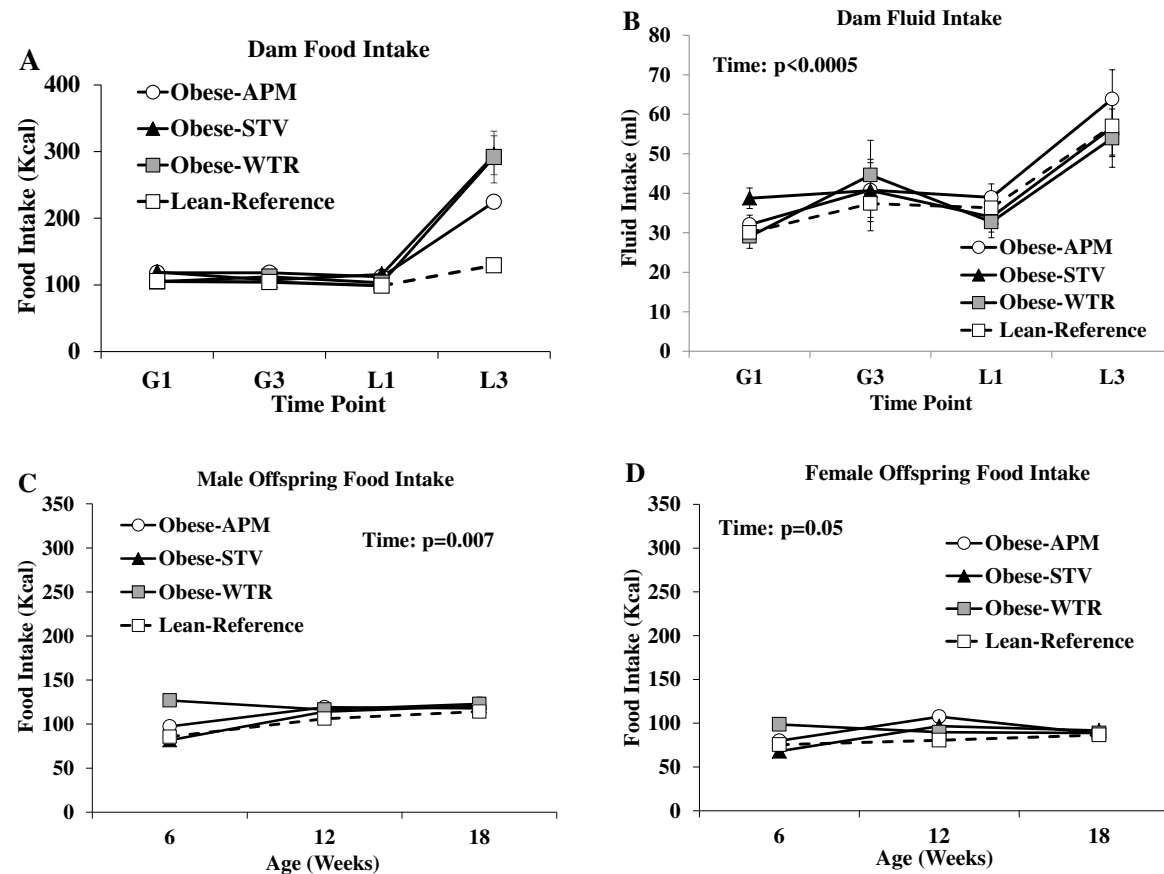 A
Dam Food Intake
Food Intake (Kcal)
400
300
200
100
0
Obese-APM
Obese-STV
Obese-WTR
Lean-Reference
G1 G3 L1 L3
Time Point
B
Dam Fluid Intake
Fluid Intake (ml)
80
70
60
50
40
30
20
10
0
Time: p<0.0005
Obese-APM
Obese-STV
Obese-WTR
Lean-Reference
G1 G3 L1 L3
Time Point
C
Male Offspring Food Intake
Food Intake (Kcal)
350
300
250
200
150
100
50
0
Obese-APM
Obese-STV
Obese-WTR
Lean-Reference
Time: p=0.007
6 12 18
Age (Weeks)
D
Female Offspring Food Intake
Food Intake (Kcal)
350
300
250
200
150
100
50
0
Time: p=0.05
Obese-APM
Obese-STV
Obese-WTR
Lean-Reference
6 12 18
Age (Weeks)